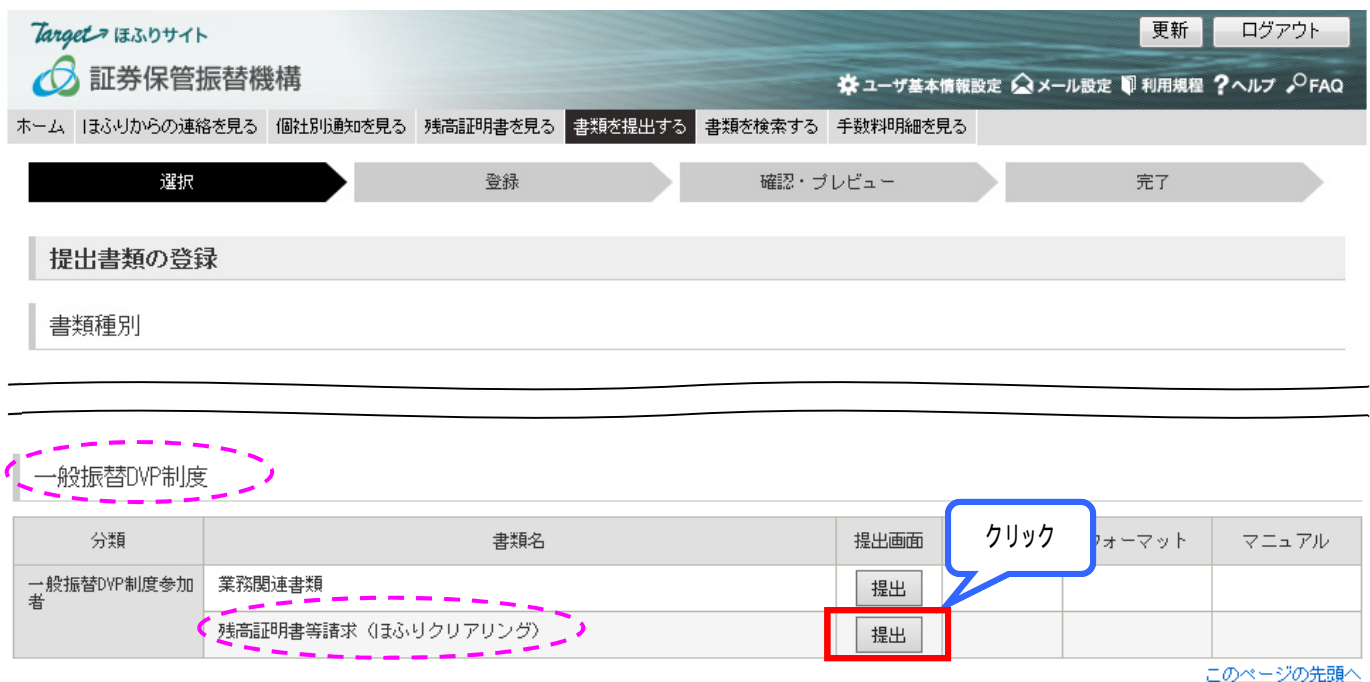 Target ほふりサイト
更新 ログアウト
証券保管振替機構
ユーザ基本情報設定 メール設定 利用規程 ?ヘルプ FAQ
ホーム ほふりからの連絡を見る 個社別通知を見る 残高証明書を見る 書類を提出する 書類を検索する 手数料明細を見る
選択 登録 確認・プレビュー 完了
提出書類の登録
書類種別
一般振替DVP制度
クリック
分類 書類名 提出画面 ォーマット マニュアル
一般振替DVP制度参加者 業務関連書類 提出
残高証明書等請求（ほふりクリアリング） 提出
このページの先頭へ